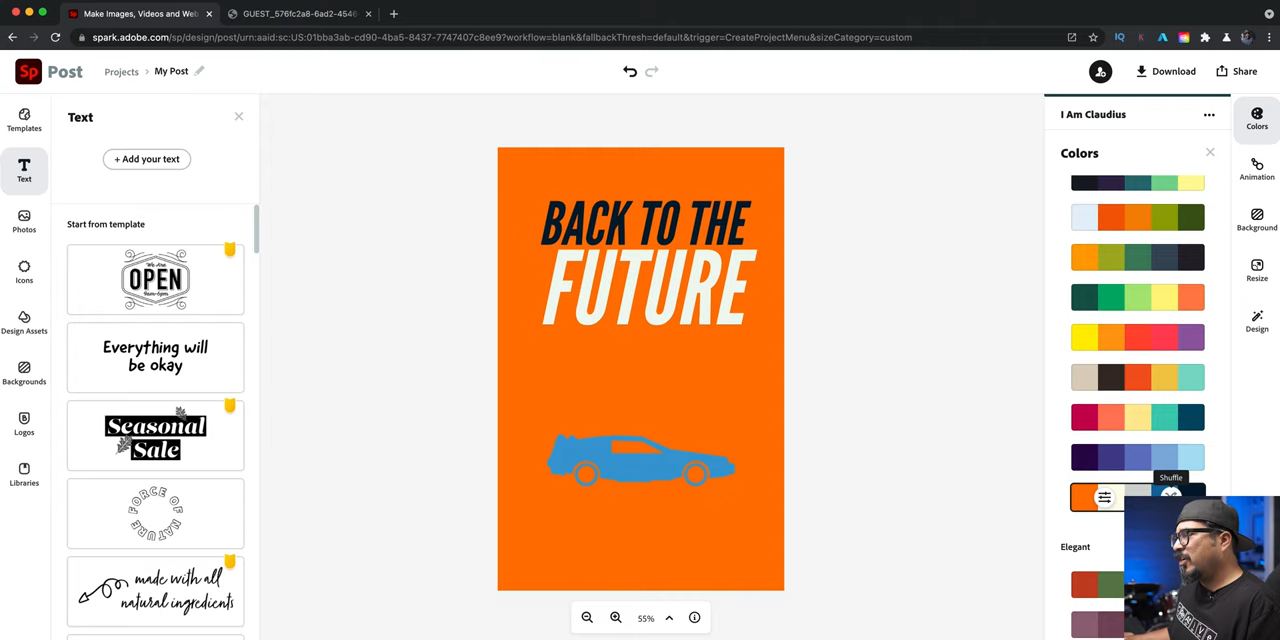 Make Images, Videos and Web
GUEST_576fc2a8-6ad2-4546
spark.adobe.com/sp/design/post/urn:aaid:sc:US:01bba3ab-cd90-4ba5-8437-7747407c8ee9?workflow=blank&fallbackThresh=default&trigger=CreateProjectMenu&sizeCategory=custom
Sp Post Projects > My Post
Download Share
Templates
Text
Photos
Icons
Design Assets
Backgrounds
Logos
Libraries
Text
+ Add your text
Start from template
We Are
OPEN
Everything will
be okay
Seasonal
Sale
FORCE OF NATURE
made with all
natural ingredients
BACK TO THE
FUTURE
55%
I Am Claudius
Colors
Shuffle
Elegant
Colors
Animation
Background
Resize
Design